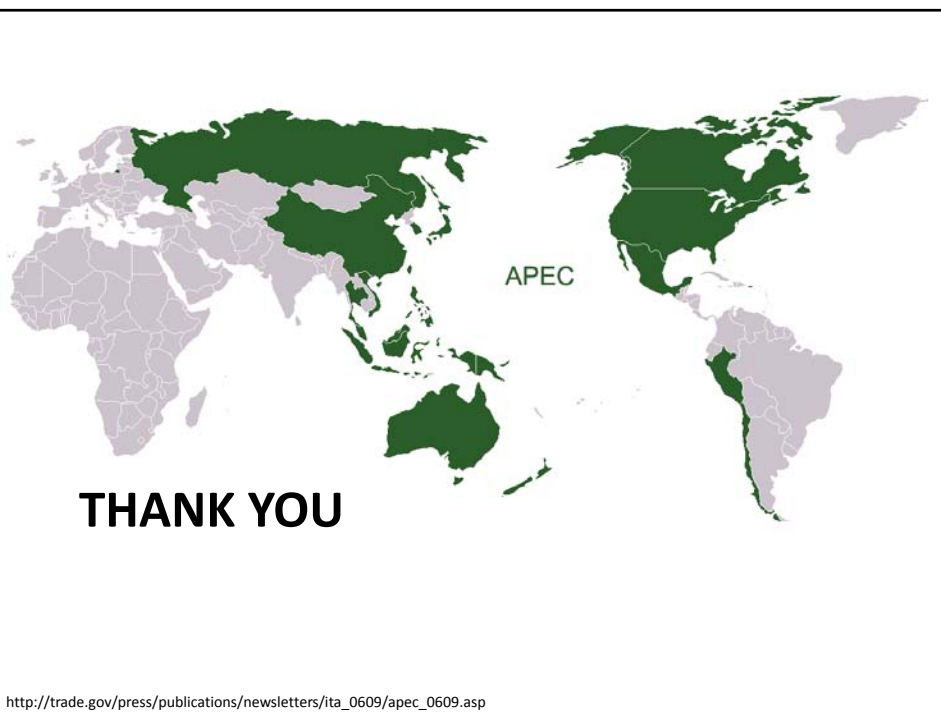 APEC
THANK YOU
http://trade.gov/press/publications/newsletters/ita_0609/apec_0609.asp